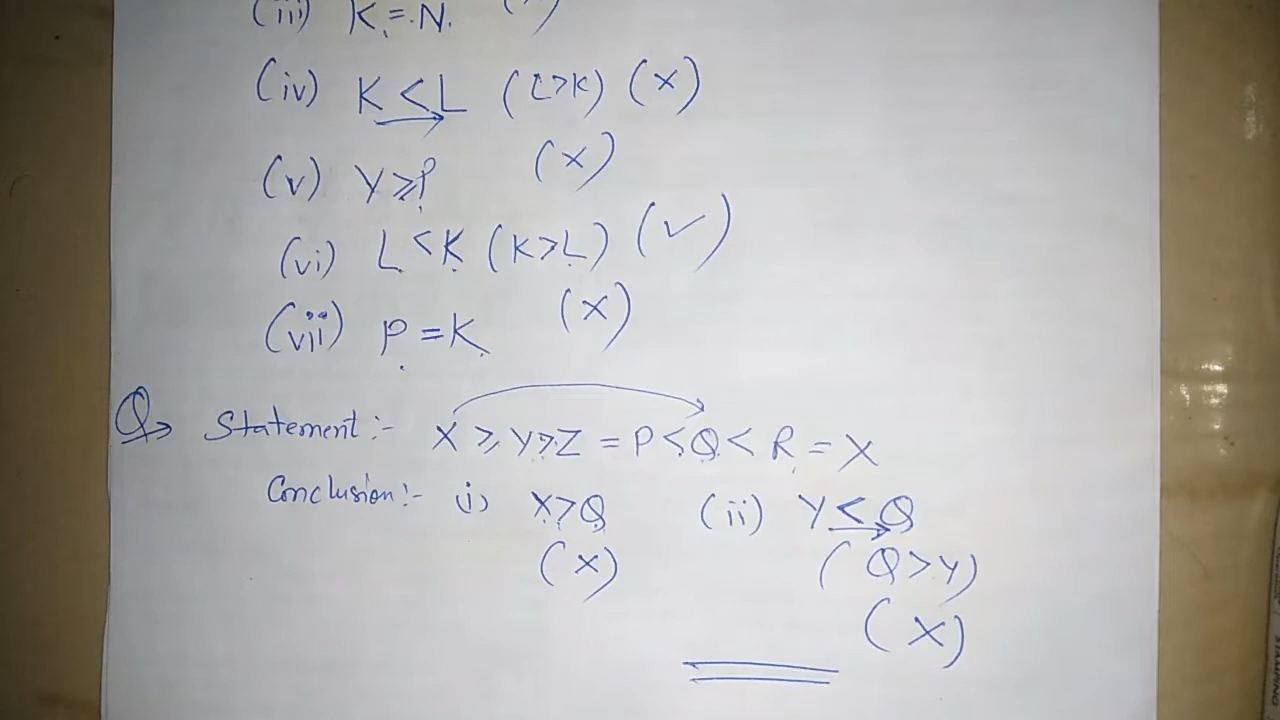 (iii) K = N.
(iv) K < L (L > K) (×)
(v) Y ≥ P (×)
(vi) L < K (K > L) (✓)
(vii) P = K (×)
Q→ Statement :- X ≥ Y ≥ Z = P < Q < R = X
Conclusion :- (i) X > Q (ii) Y < Q
(×) (Q > Y)
(×)